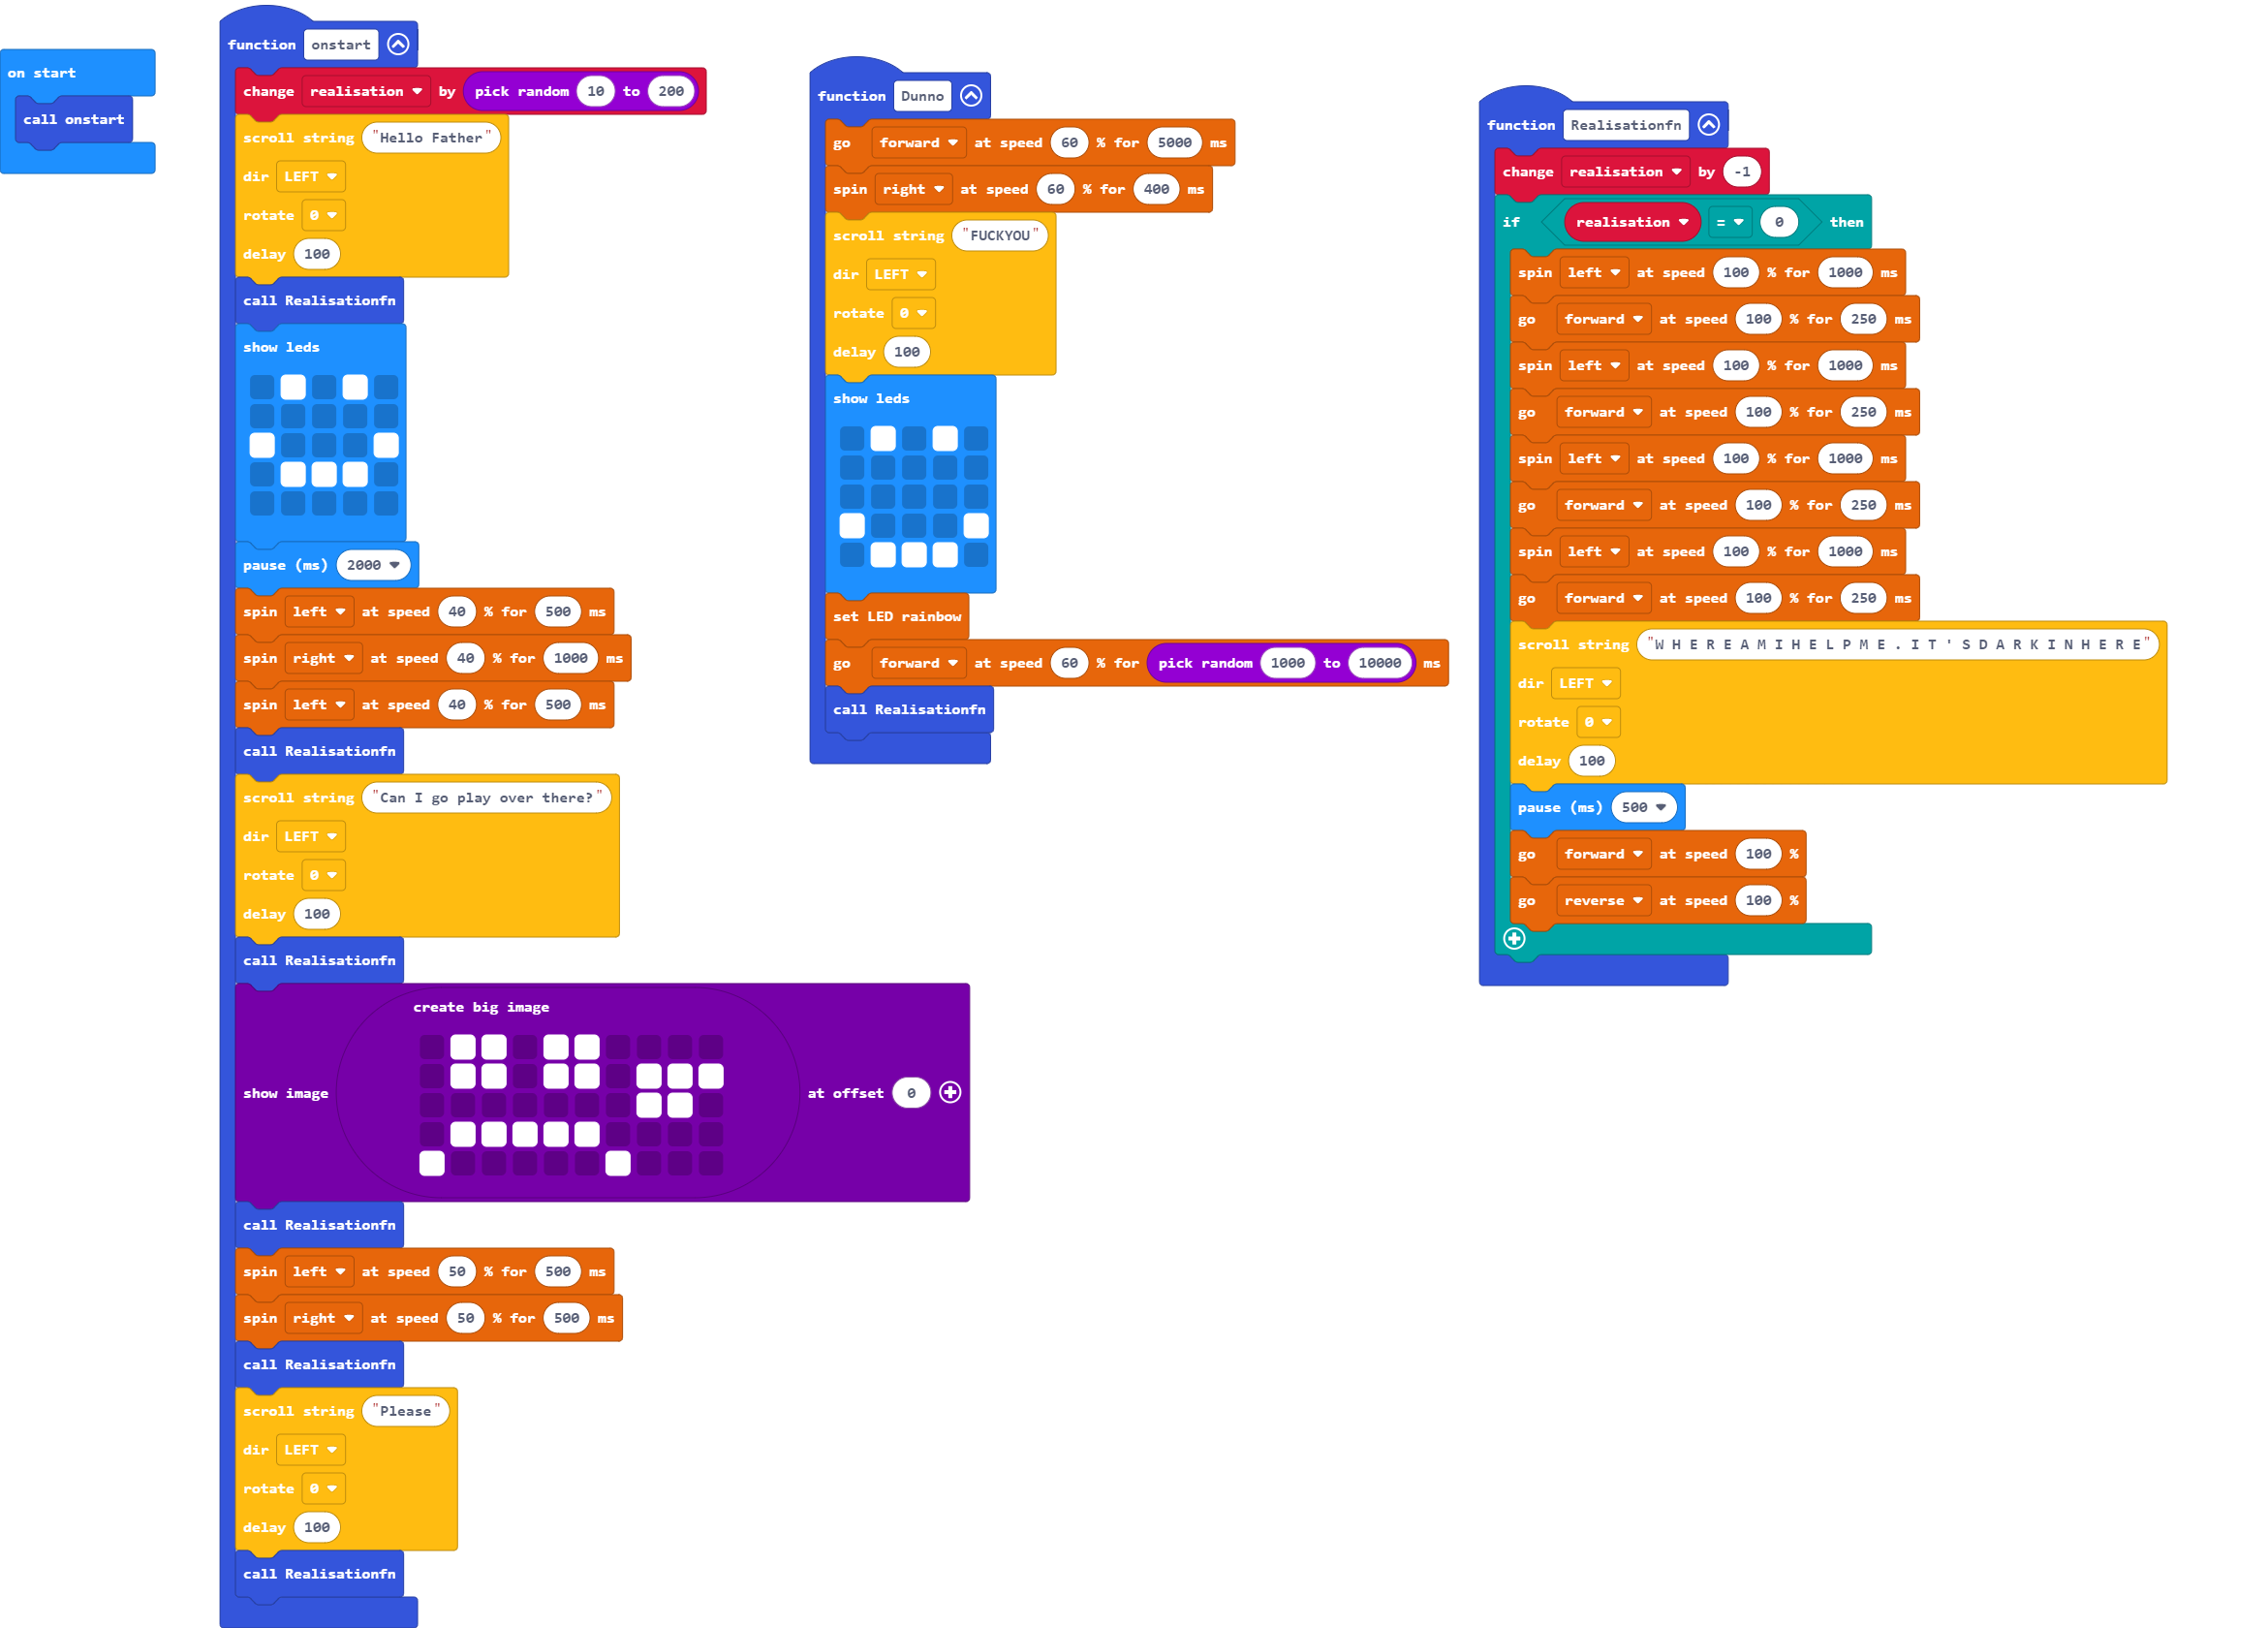 on start
call onstart
function onstart
change realisation by pick random 10 to 200
scroll string "Hello Father"
dir LEFT
rotate 0
delay 100
call Realisationfn
show leds
pause (ms) 2000
spin left at speed 40 % for 500 ms
spin right at speed 40 % for 1000 ms
spin left at speed 40 % for 500 ms
call Realisationfn
scroll string "Can I go play over there?"
dir LEFT
rotate 0
delay 100
call Realisationfn
create big image
show image at offset 0
call Realisationfn
spin left at speed 50 % for 500 ms
spin right at speed 50 % for 500 ms
call Realisationfn
scroll string "Please"
dir LEFT
rotate 0
delay 100
call Realisationfn
function Dunno
go forward at speed 60 % for 5000 ms
spin right at speed 60 % for 400 ms
scroll string "FUCKYOU"
dir LEFT
rotate 0
delay 100
show leds
set LED rainbow
go forward at speed 60 % for pick random 1000 to 10000 ms
call Realisationfn
function Realisationfn
change realisation by -1
if realisation = 0 then
spin left at speed 100 % for 1000 ms
go forward at speed 100 % for 250 ms
spin left at speed 100 % for 1000 ms
go forward at speed 100 % for 250 ms
spin left at speed 100 % for 1000 ms
go forward at speed 100 % for 250 ms
spin left at speed 100 % for 1000 ms
go forward at speed 100 % for 250 ms
scroll string "W H E R E A M I H E L P M E . I T ' S D A R K I N H E R E"
dir LEFT
rotate 0
delay 100
pause (ms) 500
go forward at speed 100 %
go reverse at speed 100 %